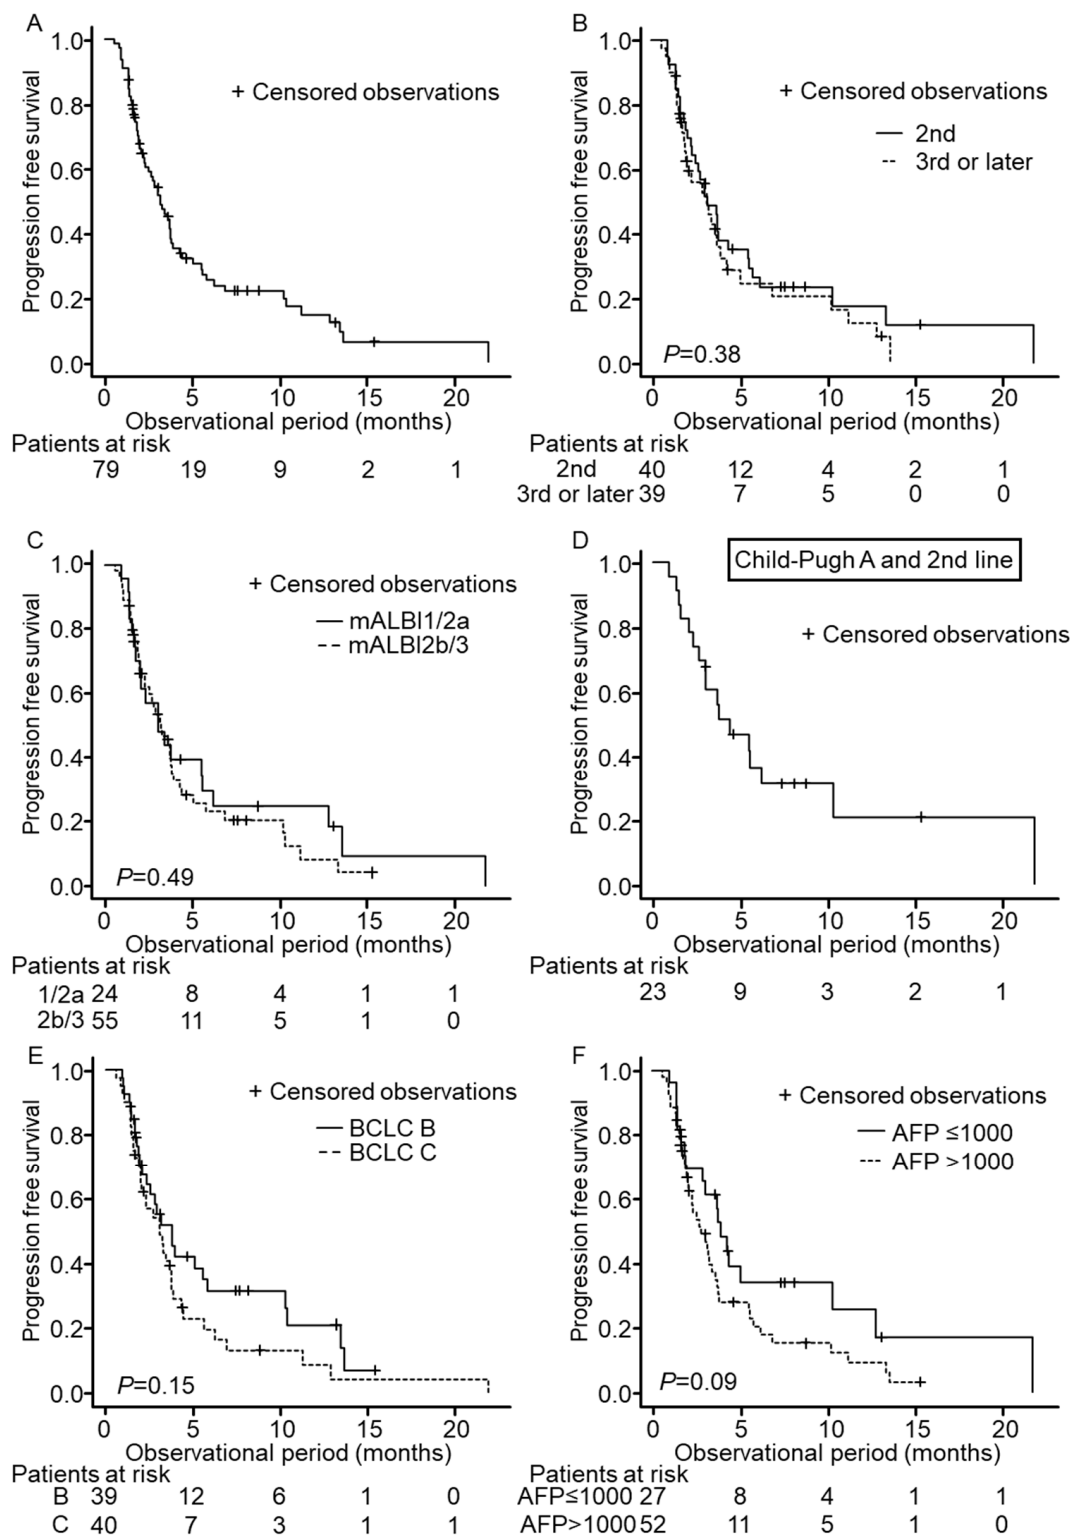 A
Progression free survival
1.0
0.8
0.6
0.4
0.2
0.0
+ Censored observations
0 5 10 15 20
Observational period (months)
Patients at risk
79 19 9 2 1
B
Progression free survival
1.0
0.8
0.6
0.4
0.2
0.0
+ Censored observations
2nd
3rd or later
P=0.38
0 5 10 15 20
Observational period (months)
Patients at risk
2nd 40 12 4 2 1
3rd or later 39 7 5 0 0
C
Progression free survival
1.0
0.8
0.6
0.4
0.2
0.0
+ Censored observations
mALBI1/2a
mALBI2b/3
P=0.49
0 5 10 15 20
Observational period (months)
Patients at risk
1/2a 24 8 4 1 1
2b/3 55 11 5 1 0
D
Child-Pugh A and 2nd line
Progression free survival
1.0
0.8
0.6
0.4
0.2
0.0
+ Censored observations
0 5 10 15 20
Observational period (months)
Patients at risk
23 9 3 2 1
E
Progression free survival
1.0
0.8
0.6
0.4
0.2
0.0
+ Censored observations
BCLC B
BCLC C
P=0.15
0 5 10 15 20
Observational period (months)
Patients at risk
B 39 12 6 1 0
C 40 7 3 1 1
F
Progression free survival
1.0
0.8
0.6
0.4
0.2
0.0
+ Censored observations
AFP ≤1000
AFP >1000
P=0.09
0 5 10 15 20
Observational period (months)
Patients at risk
AFP≤1000 27 8 4 1 1
AFP>1000 52 11 5 1 0